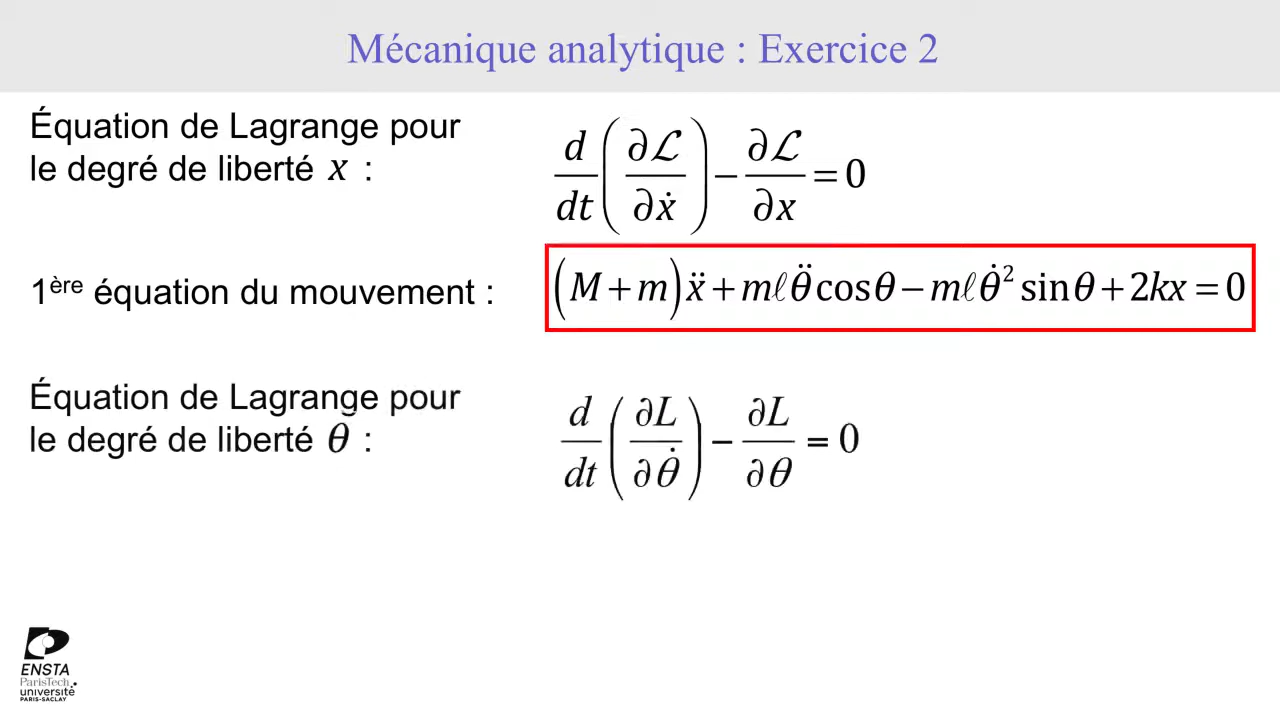 Mécanique analytique : Exercice 2
Équation de Lagrange pour
le degré de liberté x :
d/dt (∂ℒ/∂ẋ) − ∂ℒ/∂x = 0
1ère équation du mouvement :
(M + m)ẍ + mℓθ̈ cosθ − mℓθ̇² sinθ + 2kx = 0
Équation de Lagrange pour
le degré de liberté θ :
d/dt (∂L/∂θ̇) − ∂L/∂θ = 0
ENSTA
ParisTech
université
PARIS-SACLAY